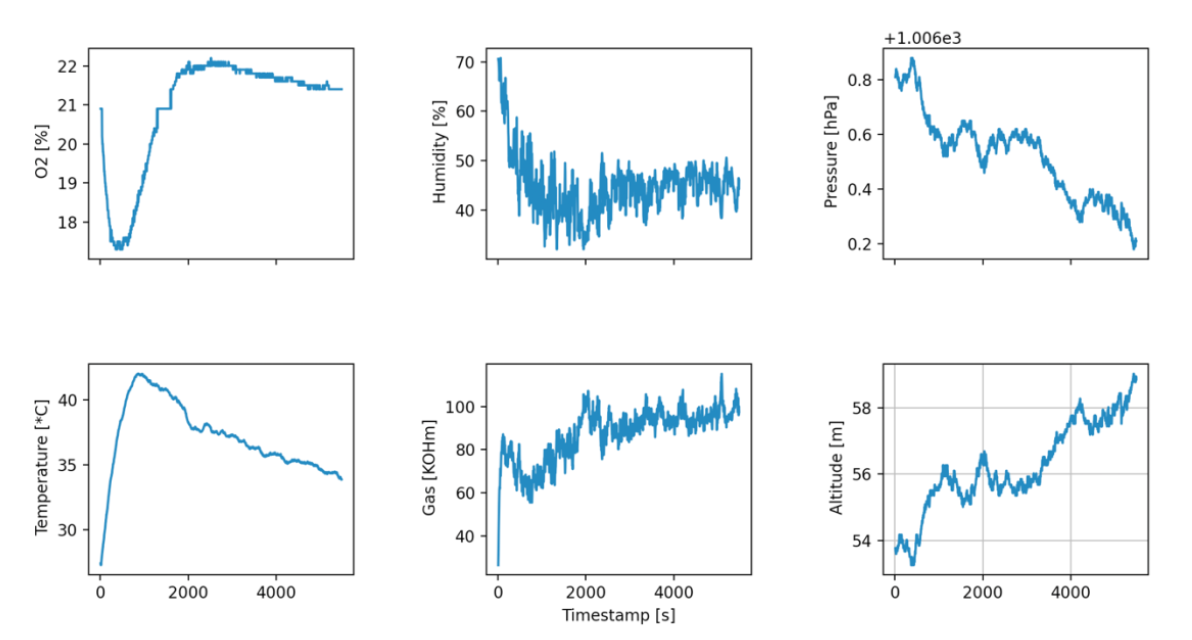 +1.006e3
O2 [%]
22
21
20
19
18
Humidity [%]
70
60
50
40
Pressure [hPa]
0.8
0.6
0.4
0.2
Temperature [*C]
40
35
30
0 2000 4000
Gas [KOHm]
100
80
60
40
0 2000 4000
Timestamp [s]
Altitude [m]
58
56
54
0 2000 4000